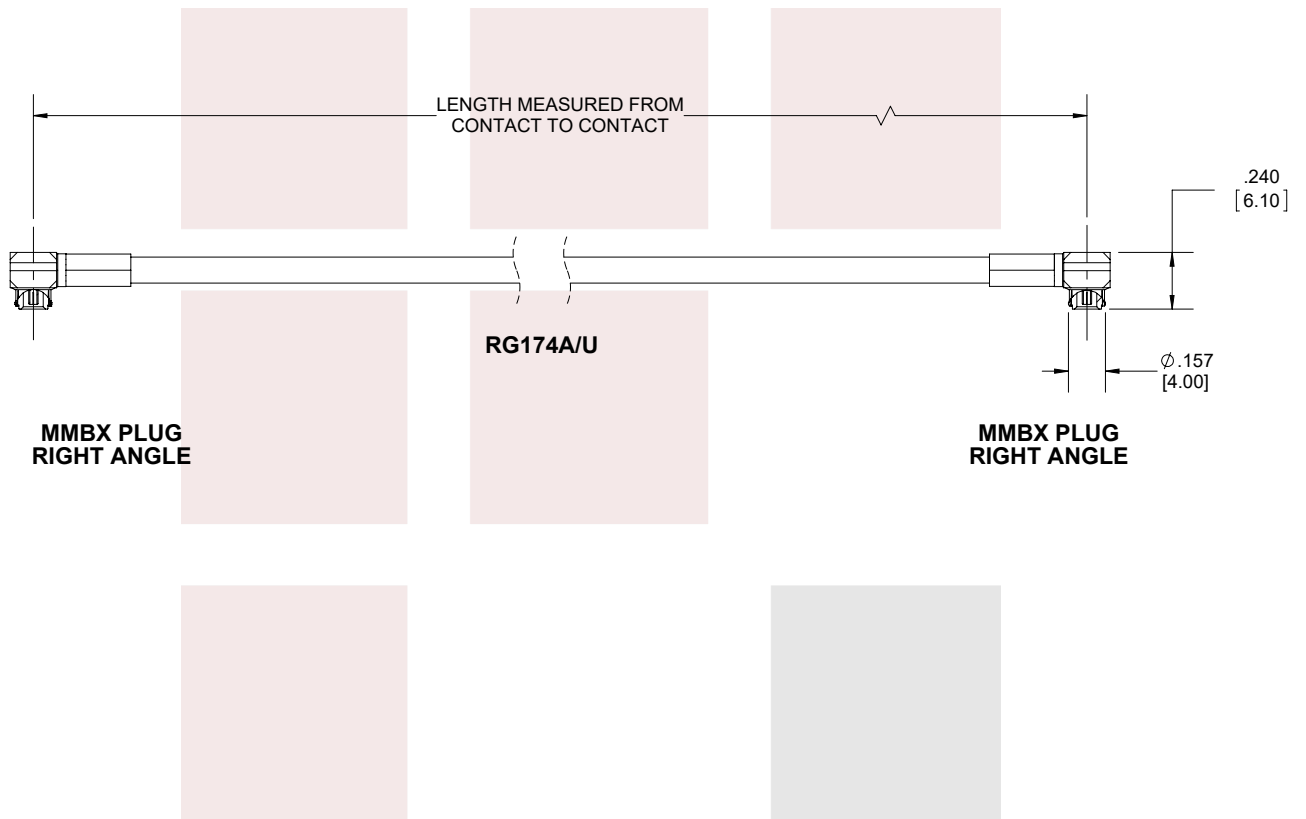 LENGTH MEASURED FROM
CONTACT TO CONTACT
.240
[6.10]
RG174A/U
Ø.157
[4.00]
MMBX PLUG
RIGHT ANGLE
MMBX PLUG
RIGHT ANGLE